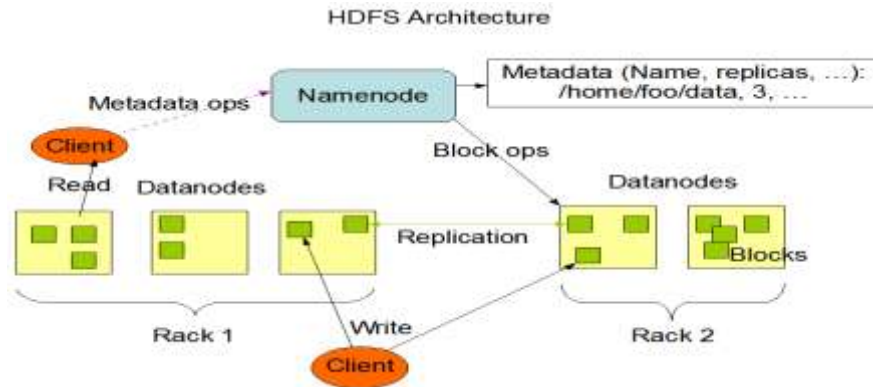 HDFS Architecture
Metadata (Name, replicas, …):
/home/foo/data, 3, …
Namenode
Metadata ops
Client
Block ops
Read
Datanodes
Datanodes
Replication
Blocks
Rack 1
Write
Rack 2
Client